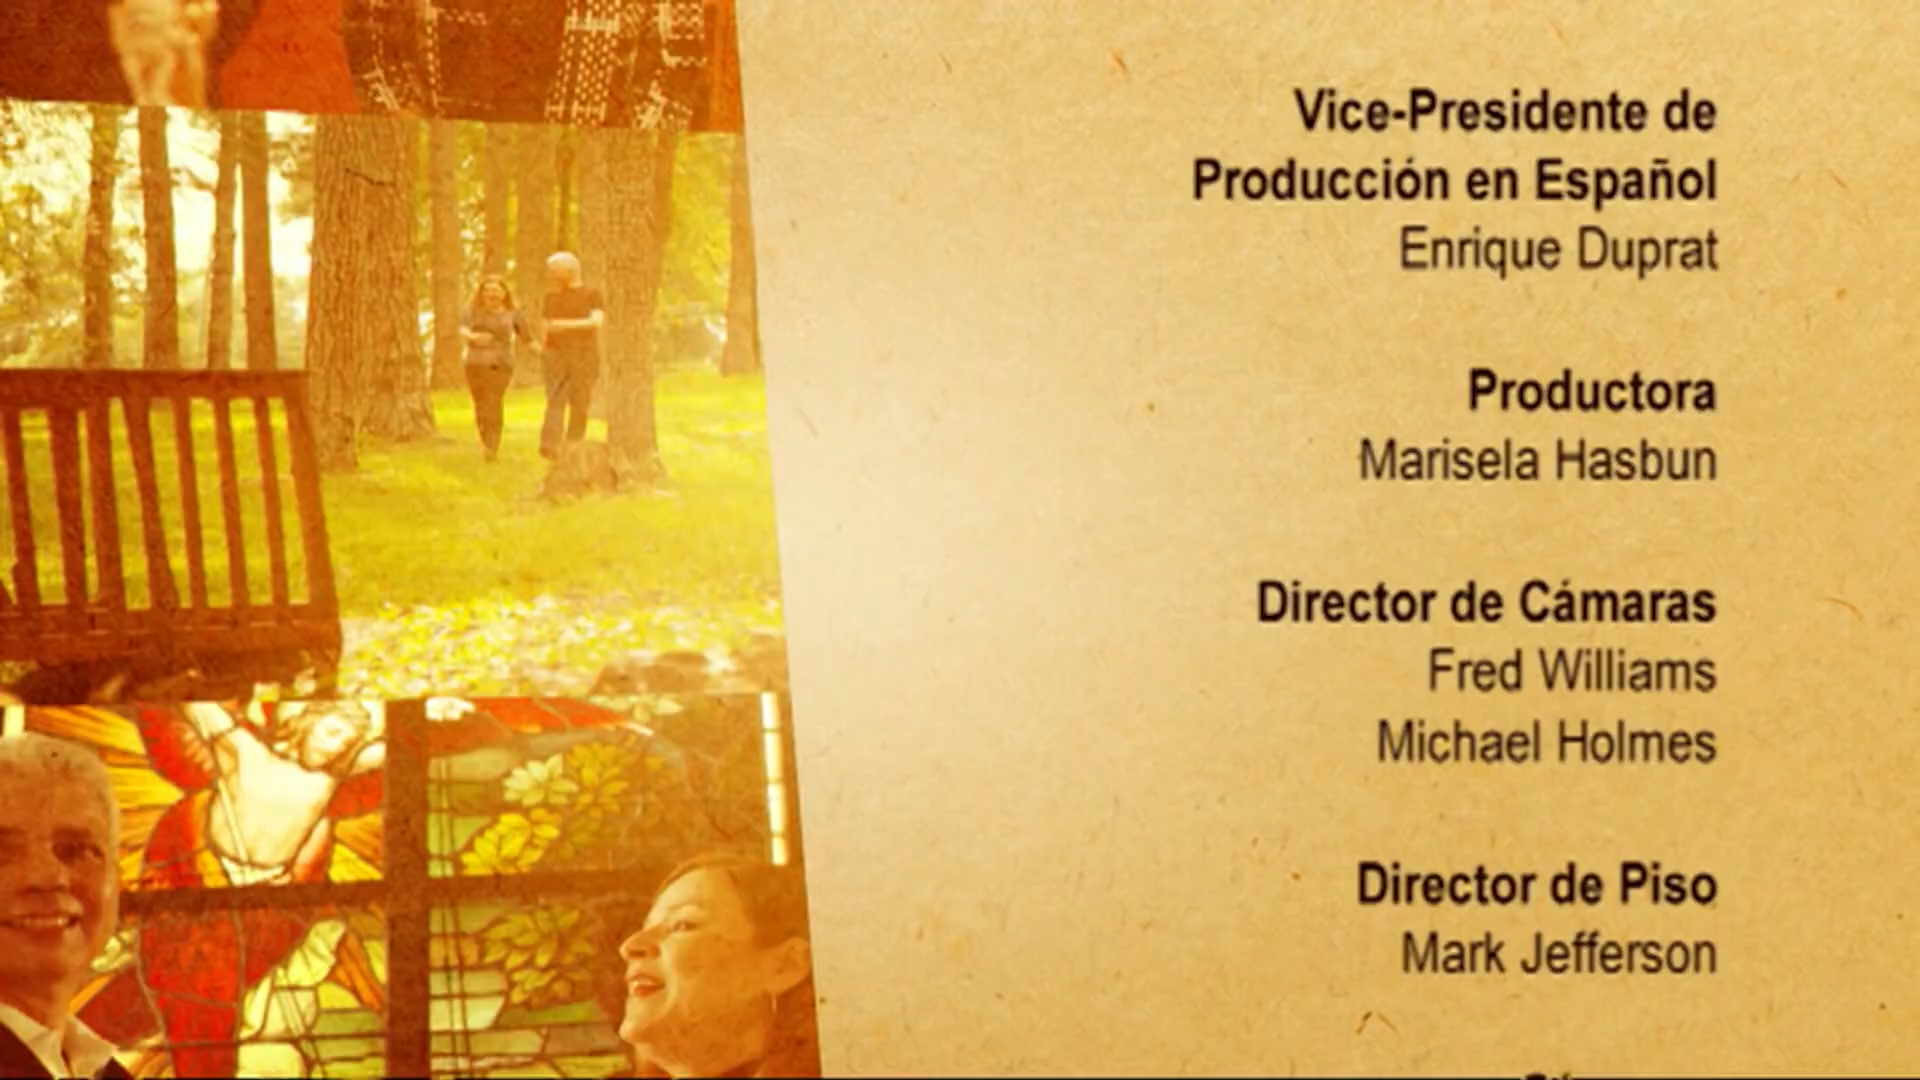 Vice-Presidente de
Producción en Español
Enrique Duprat
Productora
Marisela Hasbun
Director de Cámaras
Fred Williams
Michael Holmes
Director de Piso
Mark Jefferson